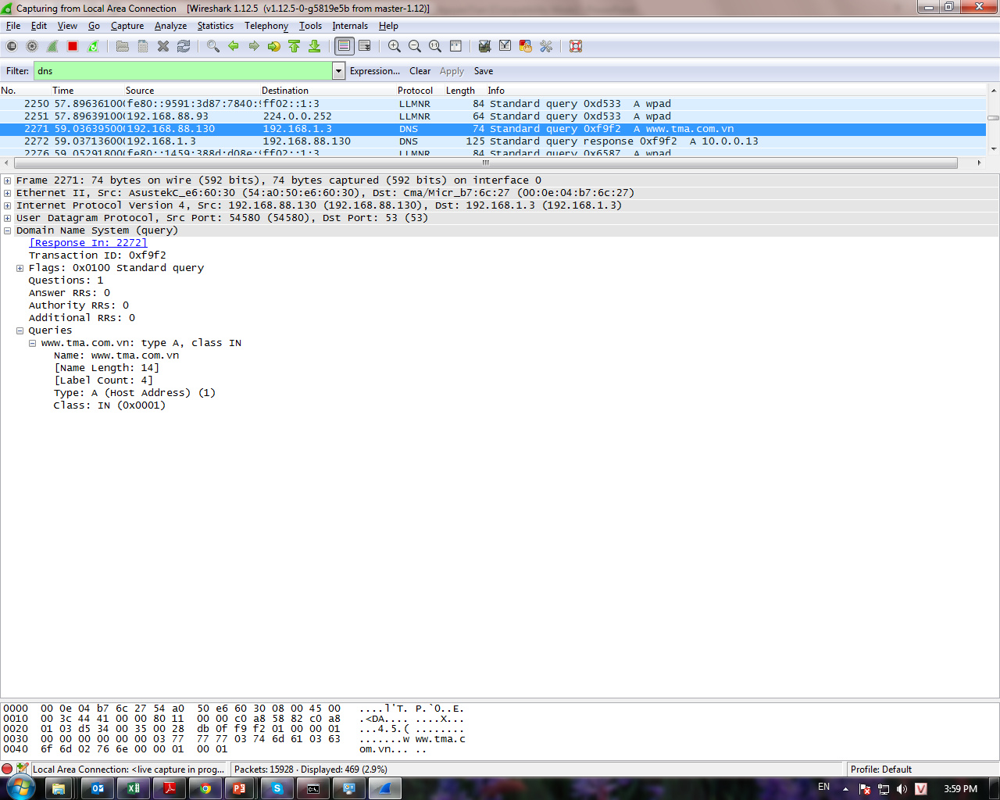 Capturing from Local Area Connection [Wireshark 1.12.5 (v1.12.5-0-g5819e5b from master-1.12)]
File Edit View Go Capture Analyze Statistics Telephony Tools Internals Help
Filter: dns Expression... Clear Apply Save
No. Time Source Destination Protocol Length Info
2250 57.89636100(fe80::9591:3d87:7840:9ff02::1:3 LLMNR 84 Standard query 0xd533 A wpad
2251 57.89639100(192.168.88.93 224.0.0.252 LLMNR 64 Standard query 0xd533 A wpad
2271 59.03639500(192.168.88.130 192.168.1.3 DNS 74 Standard query 0xf9f2 A www.tma.com.vn
2272 59.03713600(192.168.1.3 192.168.88.130 DNS 125 Standard query response 0xf9f2 A 10.0.0.13
2276 59.05291800(fe80::1459:388d:d08e:9ff02::1:3 LLMNR 84 Standard query 0x6587 A wpad
Frame 2271: 74 bytes on wire (592 bits), 74 bytes captured (592 bits) on interface 0
Ethernet II, Src: AsustekC_e6:60:30 (54:a0:50:e6:60:30), Dst: Cma/Micr_b7:6c:27 (00:0e:04:b7:6c:27)
Internet Protocol Version 4, Src: 192.168.88.130 (192.168.88.130), Dst: 192.168.1.3 (192.168.1.3)
User Datagram Protocol, Src Port: 54580 (54580), Dst Port: 53 (53)
Domain Name System (query)
[Response In: 2272]
Transaction ID: 0xf9f2
Flags: 0x0100 Standard query
Questions: 1
Answer RRs: 0
Authority RRs: 0
Additional RRs: 0
Queries
www.tma.com.vn: type A, class IN
Name: www.tma.com.vn
[Name Length: 14]
[Label Count: 4]
Type: A (Host Address) (1)
Class: IN (0x0001)
0000 00 0e 04 b7 6c 27 54 a0 50 e6 60 30 08 00 45 00 ....l'T. P.`0..E.
0010 00 3c 44 41 00 00 80 11 00 00 c0 a8 58 82 c0 a8 .<DA.... ....X...
0020 01 03 d5 34 00 35 00 28 db 0f f9 f2 01 00 00 01 ...4.5.( ........
0030 00 00 00 00 00 00 03 77 77 77 03 74 6d 61 03 63 .......w ww.tma.c
0040 6f 6d 02 76 6e 00 00 01 00 01 om.vn... ..
Local Area Connection: <live capture in prog... Packets: 15928 · Displayed: 469 (2.9%) Profile: Default
EN 3:59 PM